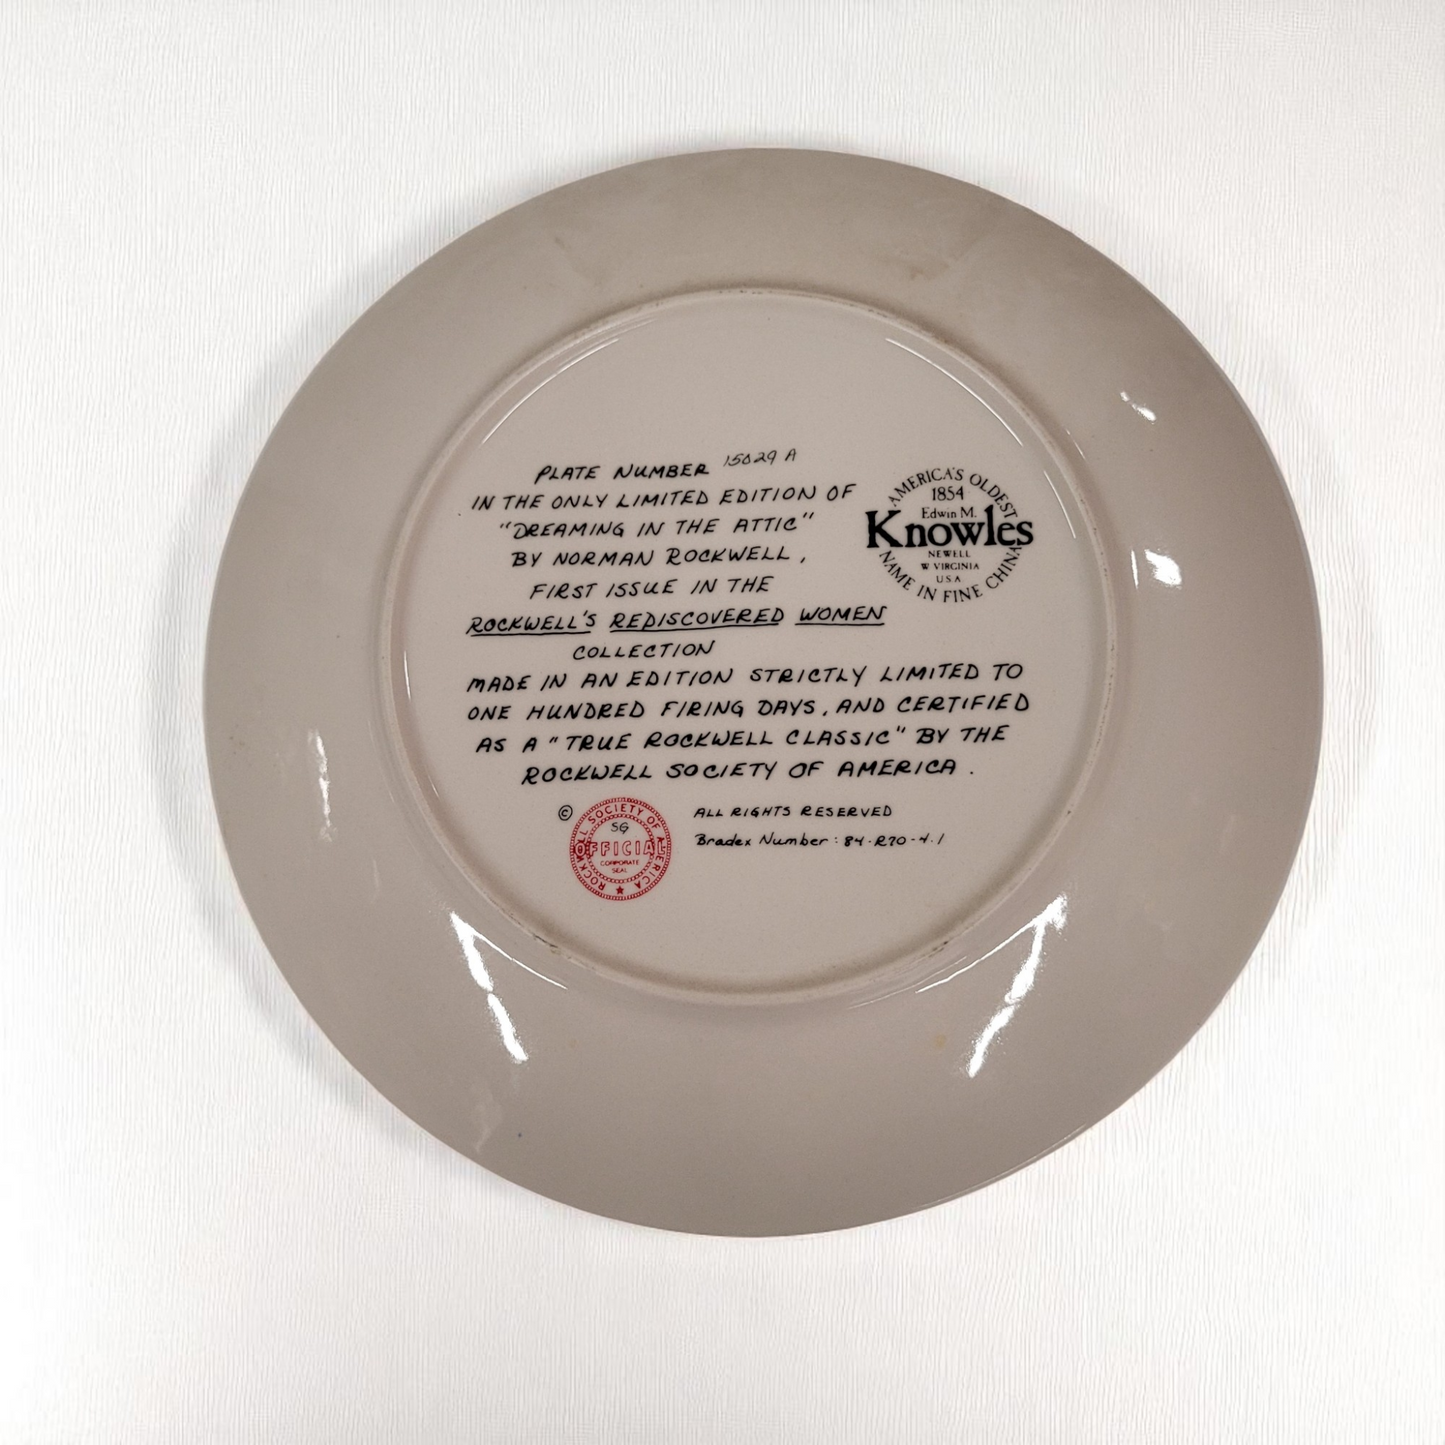 PLATE NUMBER 15029 A
IN THE ONLY LIMITED EDITION OF
"DREAMING IN THE ATTIC"
BY NORMAN ROCKWELL,
FIRST ISSUE IN THE
ROCKWELL'S REDISCOVERED WOMEN
COLLECTION
MADE IN AN EDITION STRICTLY LIMITED TO
ONE HUNDRED FIRING DAYS, AND CERTIFIED
AS A "TRUE ROCKWELL CLASSIC" BY THE
ROCKWELL SOCIETY OF AMERICA.
AMERICA'S OLDEST
1854
Edwin M.
Knowles
NEWELL
W VIRGINIA
U.S.A
NAME IN FINE CHINA
©
ROCKWELL SOCIETY OF AMERICA
SG
OFFICIAL
CORPORATE
SEAL
ALL RIGHTS RESERVED
Bradex Number: 84-R70-4.1